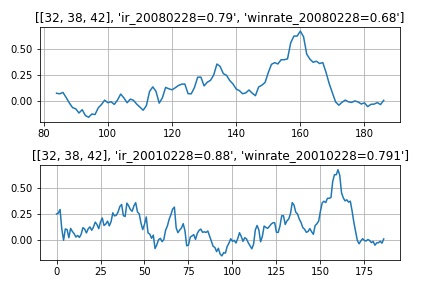 [[32, 38, 42], 'ir_20080228=0.79', 'winrate_20080228=0.68']
0.50
0.25
0.00
80 100 120 140 160 180
[[32, 38, 42], 'ir_20010228=0.88', 'winrate_20010228=0.791']
0.50
0.25
0.00
0 25 50 75 100 125 150 175